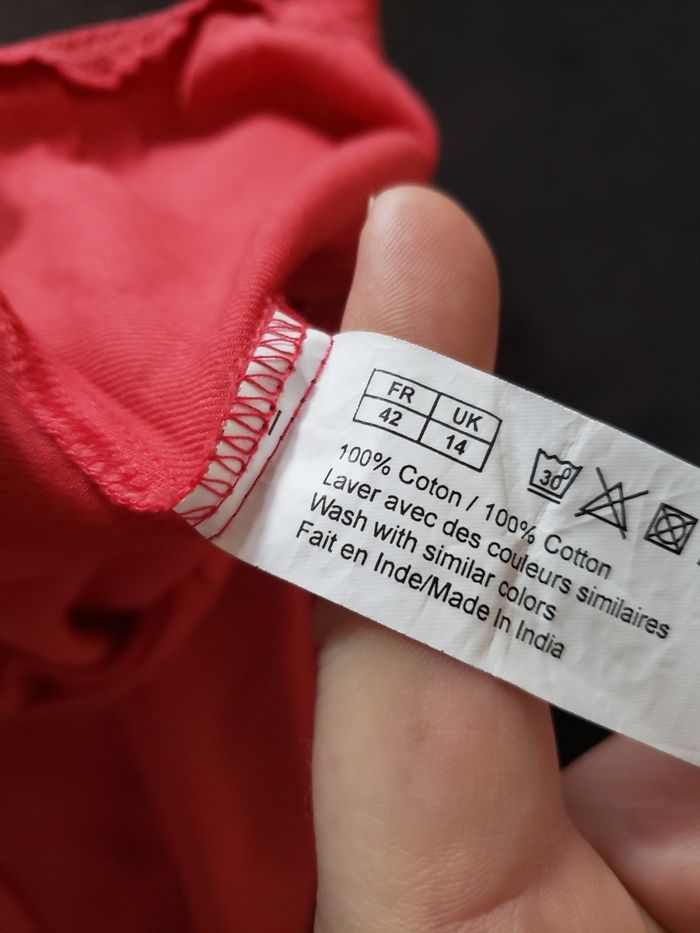 FR UK
42 14
30°
100% Coton / 100% Cotton
Laver avec des couleurs similaires
Wash with similar colors
Fait en Inde/Made In India